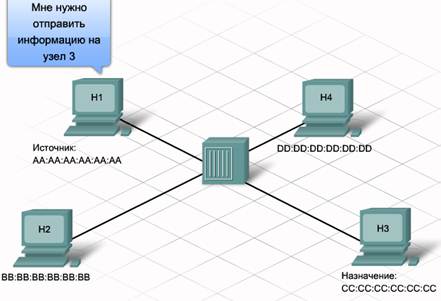 Мне нужно
отправить
информацию на
узел 3
H1
H4
Источник:
AA:AA:AA:AA:AA:AA
DD:DD:DD:DD:DD:DD
H2
H3
BB:BB:BB:BB:BB:BB
Назначение:
CC:CC:CC:CC:CC:CC